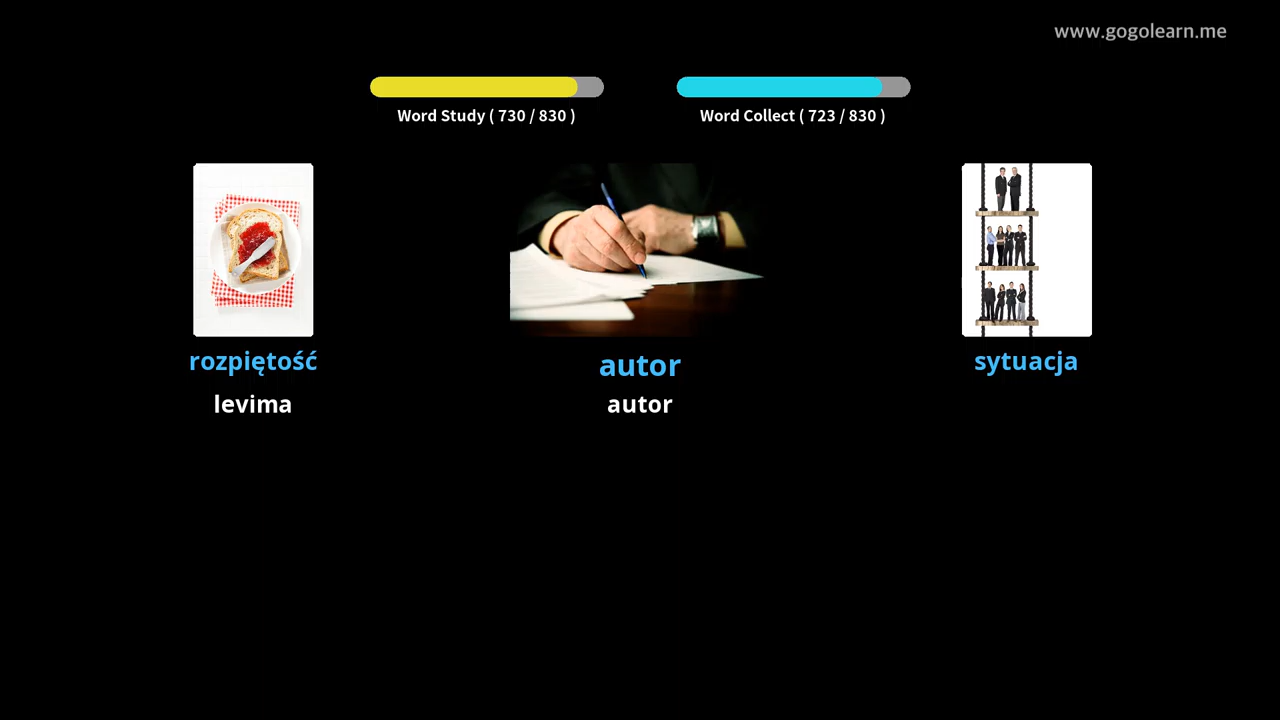 www.gogolearn.me
Word Study ( 730 / 830 )
Word Collect ( 723 / 830 )
rozpiętość
levima
autor
autor
sytuacja